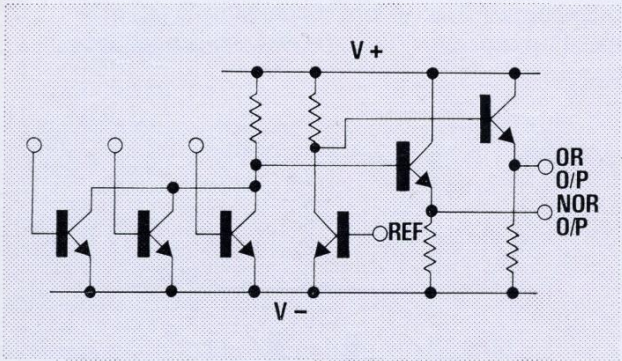 V +
OR
O/P
NOR
O/P
REF
V –